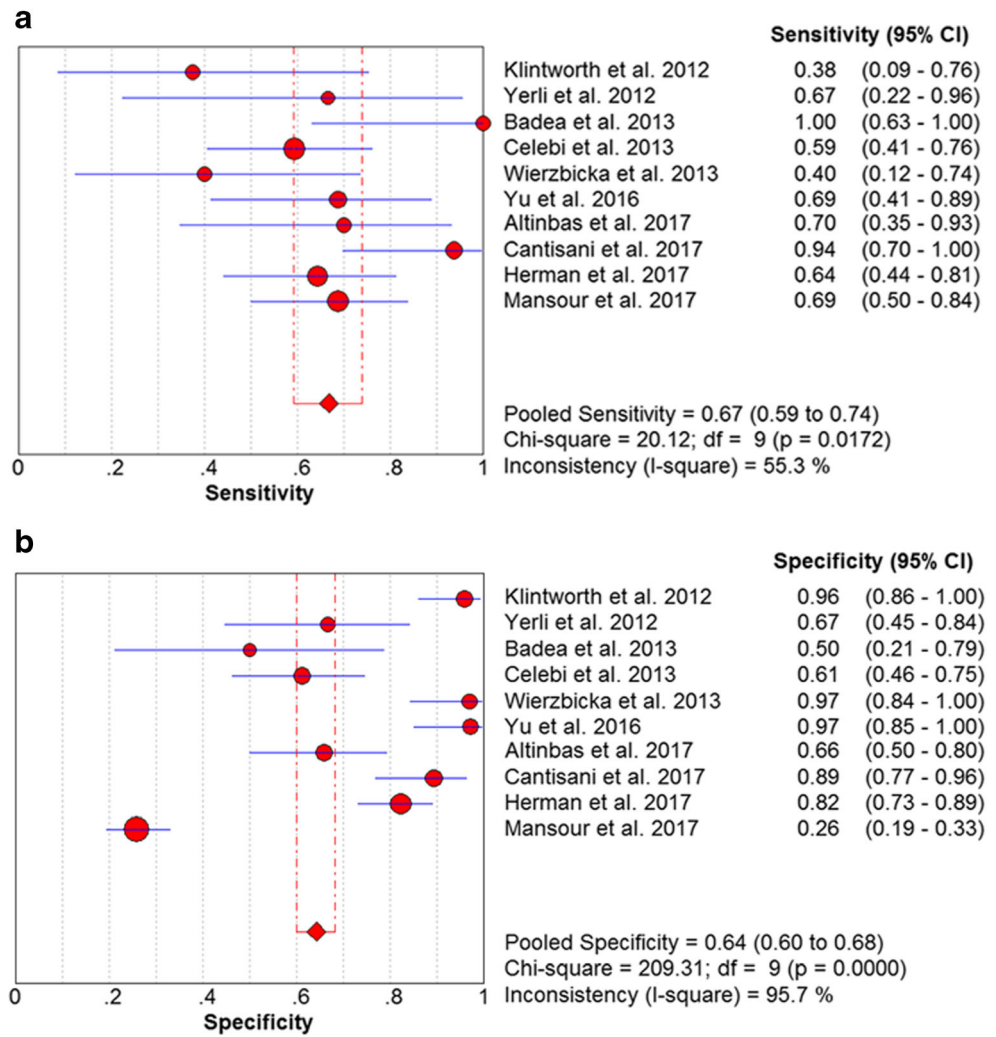 a
Sensitivity (95% CI)
Klintworth et al. 2012 0.38 (0.09 - 0.76)
Yerli et al. 2012 0.67 (0.22 - 0.96)
Badea et al. 2013 1.00 (0.63 - 1.00)
Celebi et al. 2013 0.59 (0.41 - 0.76)
Wierzbicka et al. 2013 0.40 (0.12 - 0.74)
Yu et al. 2016 0.69 (0.41 - 0.89)
Altinbas et al. 2017 0.70 (0.35 - 0.93)
Cantisani et al. 2017 0.94 (0.70 - 1.00)
Herman et al. 2017 0.64 (0.44 - 0.81)
Mansour et al. 2017 0.69 (0.50 - 0.84)
Pooled Sensitivity = 0.67 (0.59 to 0.74)
Chi-square = 20.12; df = 9 (p = 0.0172)
Inconsistency (I-square) = 55.3 %
0 .2 .4 .6 .8 1
Sensitivity
b
Specificity (95% CI)
Klintworth et al. 2012 0.96 (0.86 - 1.00)
Yerli et al. 2012 0.67 (0.45 - 0.84)
Badea et al. 2013 0.50 (0.21 - 0.79)
Celebi et al. 2013 0.61 (0.46 - 0.75)
Wierzbicka et al. 2013 0.97 (0.84 - 1.00)
Yu et al. 2016 0.97 (0.85 - 1.00)
Altinbas et al. 2017 0.66 (0.50 - 0.80)
Cantisani et al. 2017 0.89 (0.77 - 0.96)
Herman et al. 2017 0.82 (0.73 - 0.89)
Mansour et al. 2017 0.26 (0.19 - 0.33)
Pooled Specificity = 0.64 (0.60 to 0.68)
Chi-square = 209.31; df = 9 (p = 0.0000)
Inconsistency (I-square) = 95.7 %
0 .2 .4 .6 .8 1
Specificity